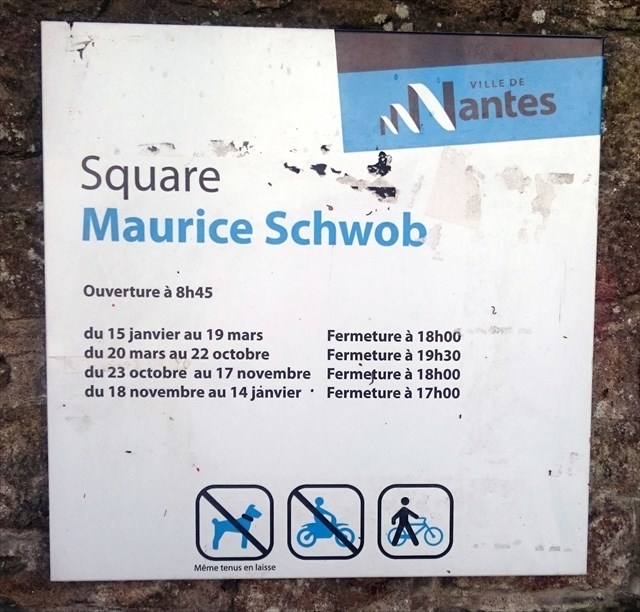 VILLE DE
Nantes
Square
Maurice Schwob
Ouverture à 8h45
du 15 janvier au 19 mars Fermeture à 18h00
du 20 mars au 22 octobre Fermeture à 19h30
du 23 octobre au 17 novembre Fermeture à 18h00
du 18 novembre au 14 janvier Fermeture à 17h00
Même tenus en laisse